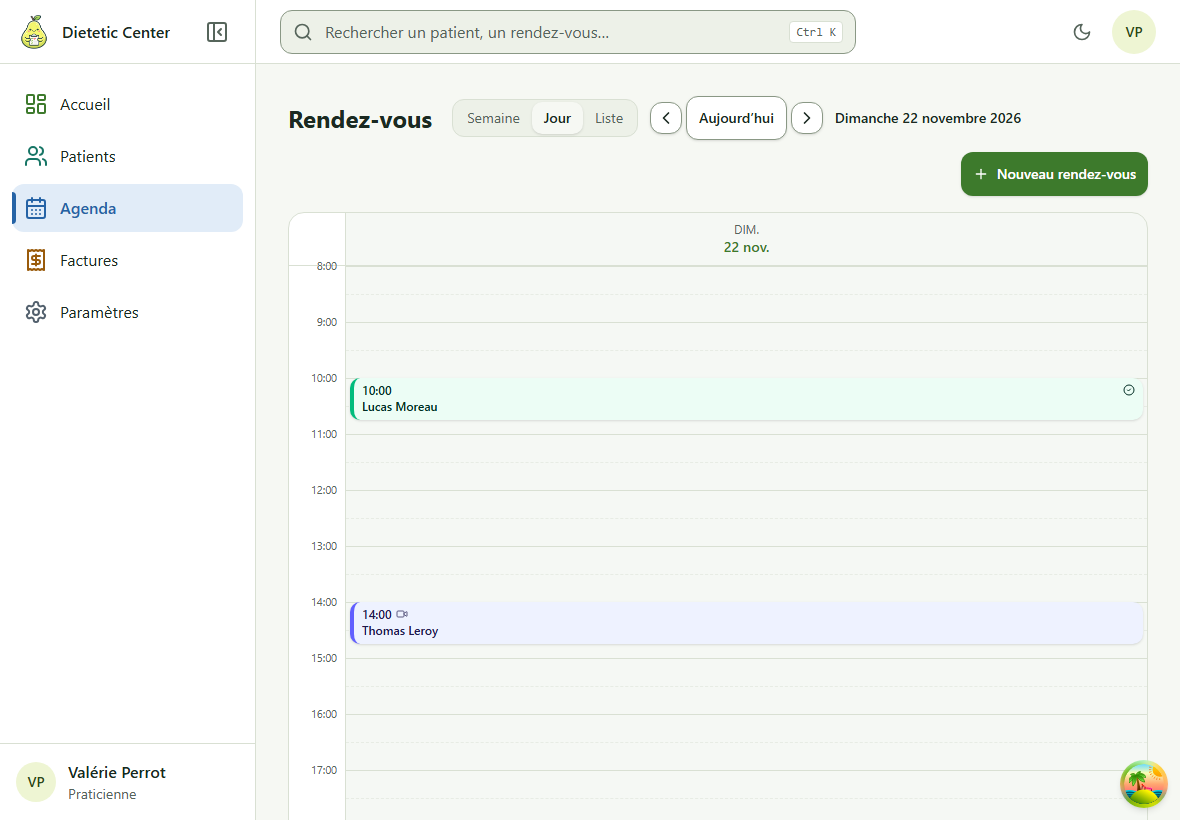 Dietetic Center
Rechercher un patient, un rendez-vous...
Ctrl K
VP
Accueil
Patients
Agenda
Factures
Paramètres
Rendez-vous
Semaine
Jour
Liste
Aujourd'hui
Dimanche 22 novembre 2026
+ Nouveau rendez-vous
DIM.
22 nov.
8:00
9:00
10:00
10:00
Lucas Moreau
11:00
12:00
13:00
14:00
14:00
Thomas Leroy
15:00
16:00
17:00
VP
Valérie Perrot
Praticienne